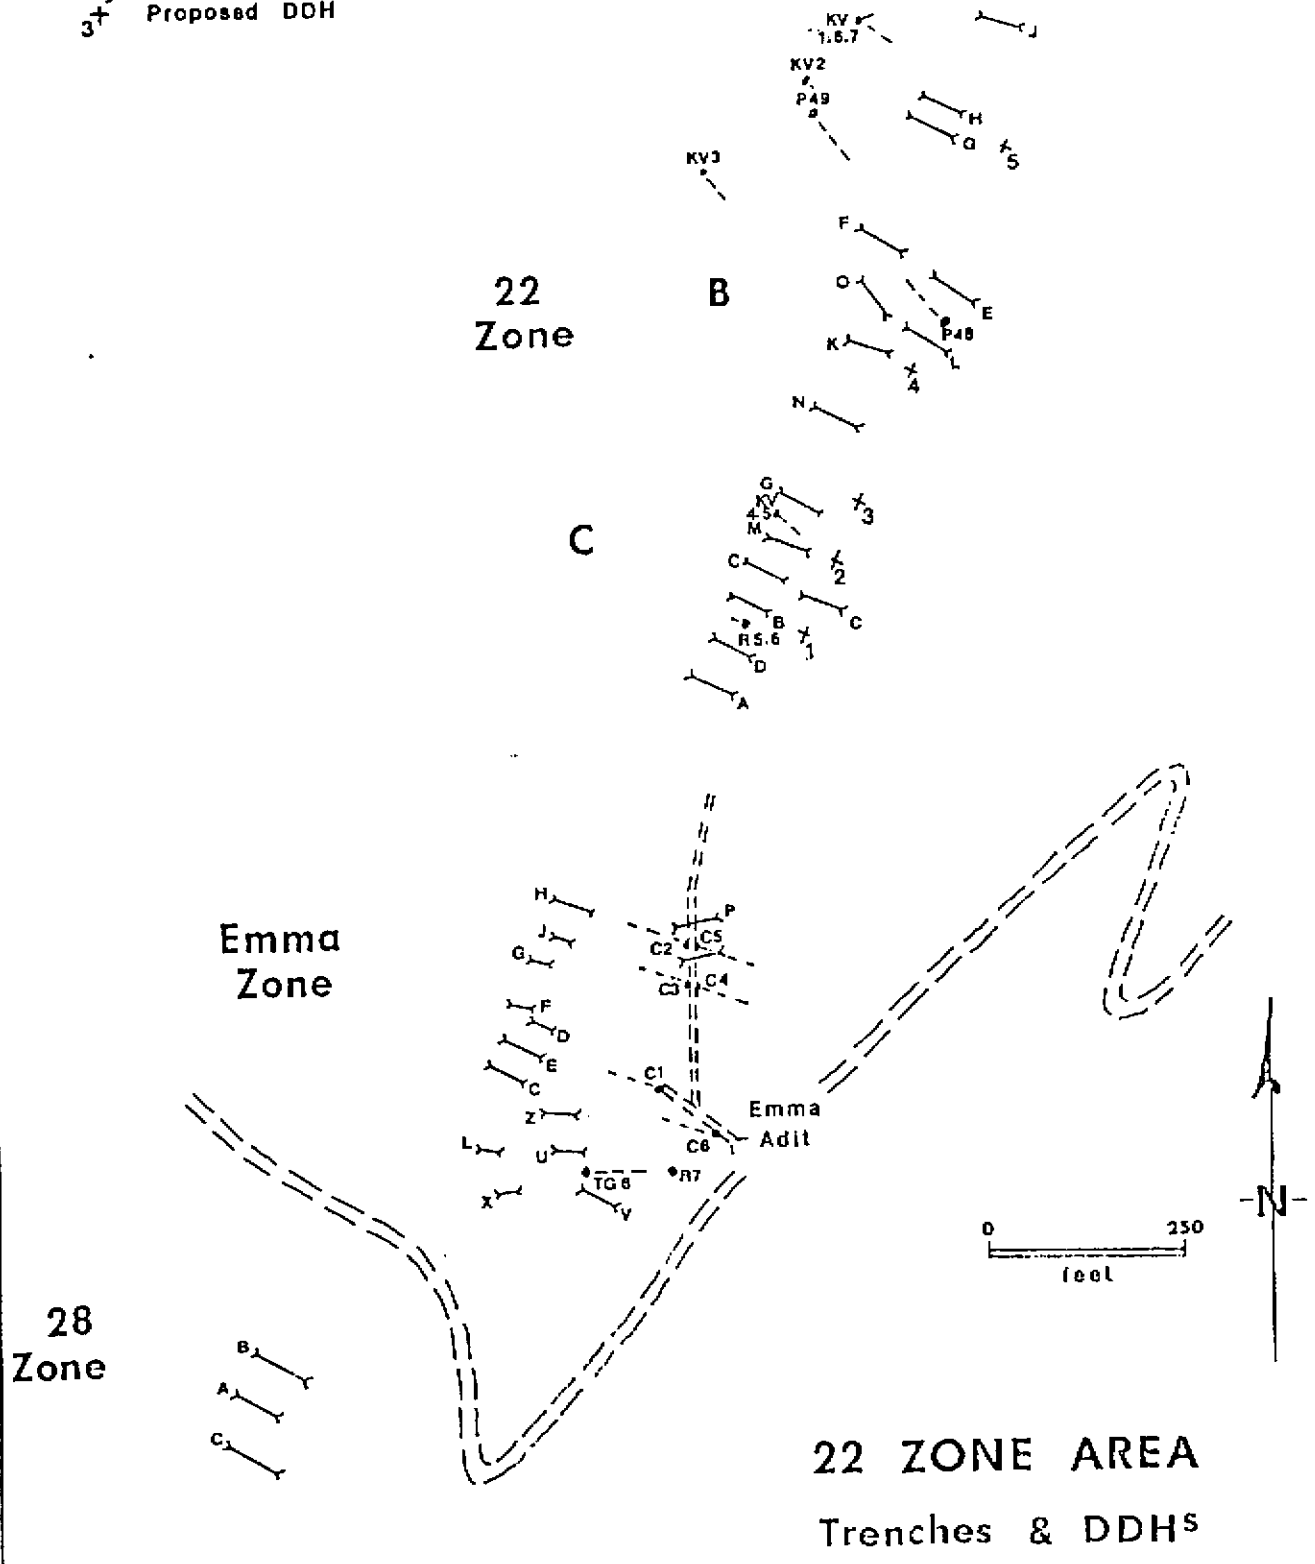 3 Proposed DDH
KV
1.6.7
J
KV2
P49
H
G
5
KV3
F
22
Zone
B
O
E
P48
K
L
4
N
G
KV
4.5
3
M
C
C
2
B
C
R5.6
1
D
A
H
P
Emma
Zone
J
C2 C5
G
C3 C4
F
D
E
C1
C
Emma
Adit
Z
L
U
C6
TG6
R7
X
V
N
0 250
feet
28
Zone
B
A
C
22 ZONE AREA
Trenches & DDHs